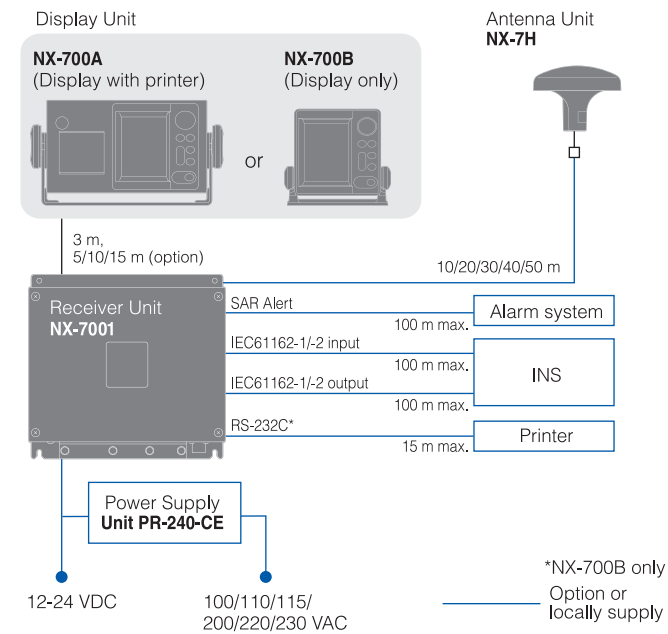 Display Unit
NX-700A
(Display with printer)
NX-700B
(Display only)
or
Antenna Unit
NX-7H
3 m,
5/10/15 m (option)
10/20/30/40/50 m
Receiver Unit
NX-7001
SAR Alert
100 m max.
Alarm system
IEC61162-1/-2 input
100 m max.
IEC61162-1/-2 output
100 m max.
INS
RS-232C*
15 m max.
Printer
Power Supply
Unit PR-240-CE
12-24 VDC
100/110/115/
200/220/230 VAC
*NX-700B only
Option or
locally supply